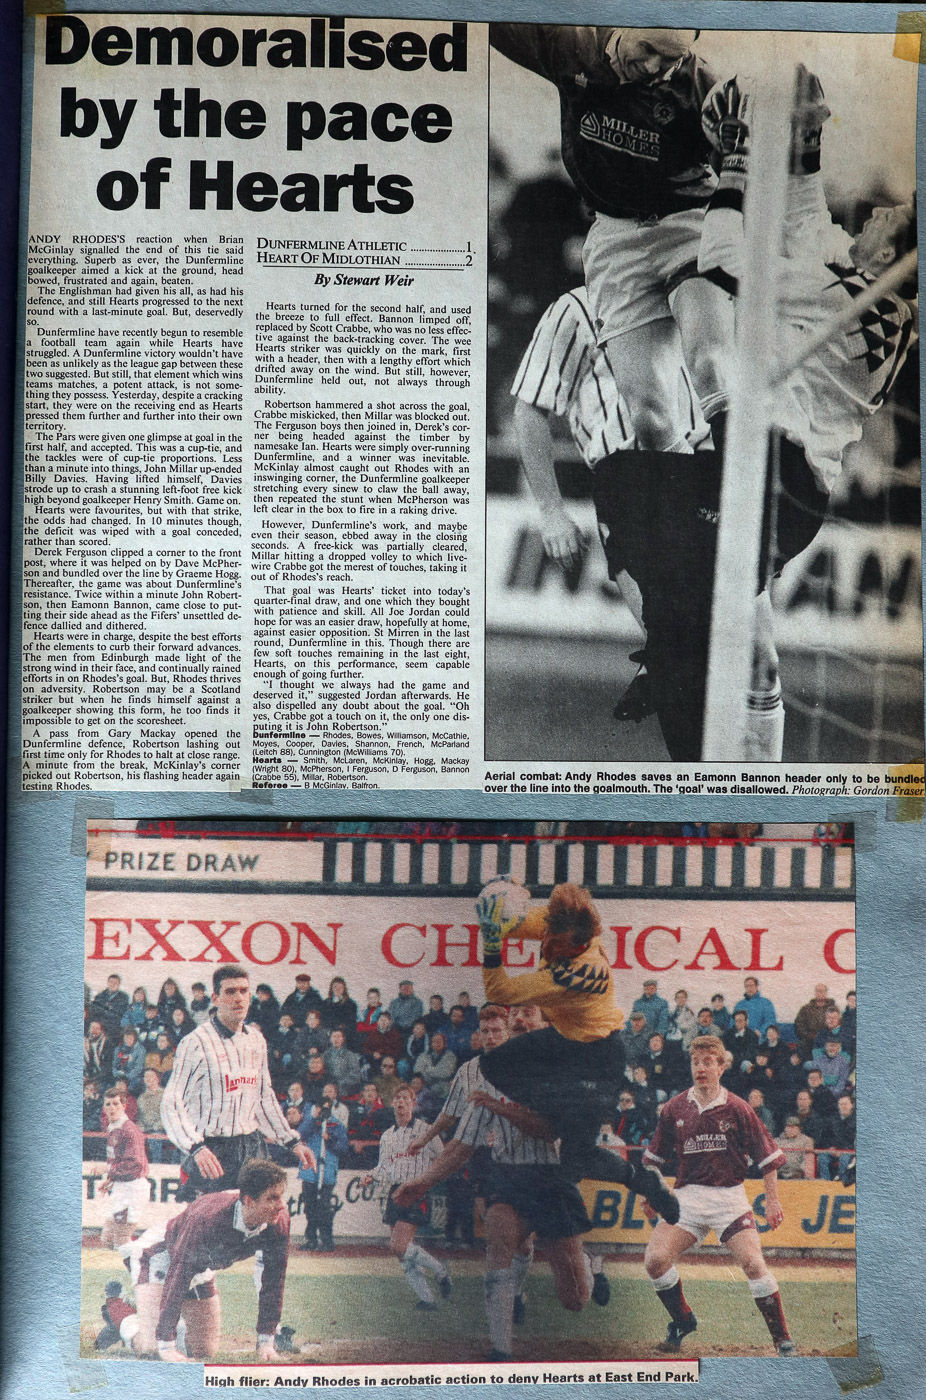 Demoralised
by the pace
of Hearts
ANDY RHODES'S reaction when Brian
McGinlay signalled the end of this tie said
everything. Superb as ever, the Dunfermline
goalkeeper aimed a kick at the ground, head
bowed, frustrated and again, beaten.
The Englishman had given his all, as had his
defence, and still Hearts progressed to the next
round with a last-minute goal. But, deservedly
so.
Dunfermline have recently begun to resemble
a football team again while Hearts have
struggled. A Dunfermline victory wouldn't have
been as unlikely as the league gap between these
two suggested. But still, that element which wins
teams matches, a potent attack, is not some-
thing they possess. Yesterday, despite a cracking
start, they were on the receiving end as Hearts
pressed them further and further into their own
territory.
The Pars were given one glimpse at goal in the
first half, and accepted. This was a cup-tie, and
the tackles were of cup-tie proportions. Less
than a minute into things, John Millar up-ended
Billy Davies. Having lifted himself, Davies
strode up to crash a stunning left-foot free kick
high beyond goalkeeper Henry Smith. Game on.
Hearts were favourites, but with that strike,
the odds had changed. In 10 minutes though,
the deficit was wiped with a goal conceded,
rather than scored.
Derek Ferguson clipped a corner to the front
post, where it was helped on by Dave McPher-
son and bundled over the line by Graeme Hogg.
Thereafter, the game was about Dunfermline's
resistance. Twice within a minute John Robert-
son, then Eamonn Bannon, came close to put-
ting their side ahead as the Fifers' unsettled de-
fence dallied and dithered.
Hearts were in charge, despite the best efforts
of the elements to curb their forward advances.
The men from Edinburgh made light of the
strong wind in their face, and continually rained
efforts in on Rhodes's goal. But, Rhodes thrives
on adversity. Robertson may be a Scotland
striker but when he finds himself against a
goalkeeper showing this form, he too finds it
impossible to get on the scoresheet.
A pass from Gary Mackay opened the
Dunfermline defence, Robertson lashing out
first time only for Rhodes to halt at close range.
A minute from the break, McKinlay's corner
picked out Robertson, his flashing header again
testing Rhodes.
DUNFERMLINE ATHLETIC ....................1
HEART OF MIDLOTHIAN ......................2
By Stewart Weir
Hearts turned for the second half, and used
the breeze to full effect. Bannon limped off,
replaced by Scott Crabbe, who was no less effec-
tive against the back-tracking cover. The wee
Hearts striker was quickly on the mark, first
with a header, then with a lengthy effort which
drifted away on the wind. But still, however,
Dunfermline held out, not always through
ability.
Robertson hammered a shot across the goal,
Crabbe miskicked, then Millar was blocked out.
The Ferguson boys then joined in, Derek's cor-
ner being headed against the timber by
namesake Ian. Hearts were simply over-running
Dunfermline, and a winner was inevitable.
McKinlay almost caught out Rhodes with an
inswinging corner, the Dunfermline goalkeeper
stretching every sinew to claw the ball away,
then repeated the stunt when McPherson was
left clear in the box to fire in a raking drive.
However, Dunfermline's work, and maybe
even their season, ebbed away in the closing
seconds. A free-kick was partially cleared,
Millar hitting a dropped volley to which live-
wire Crabbe got the merest of touches, taking it
out of Rhodes's reach.
That goal was Hearts' ticket into today's
quarter-final draw, and one which they bought
with patience and skill. All Joe Jordan could
hope for was an easier draw, hopefully at home,
against easier opposition. St Mirren in the last
round, Dunfermline in this. Though there are
few soft touches remaining in the last eight,
Hearts, on this performance, seem capable
enough of going further.
"I thought we always had the game and
deserved it," suggested Jordan afterwards. He
also dispelled any doubt about the goal. "Oh
yes, Crabbe got a touch on it, the only one dis-
puting it is John Robertson."
Dunfermline — Rhodes, Bowes, Williamson, McCathie,
Moyes, Cooper, Davies, Shannon, French, McParland
(Leitch 88), Cunnington (McWilliams 70).
Hearts — Smith, McLaren, McKinlay, Hogg, Mackay
(Wright 80), McPherson, I Ferguson, D Ferguson, Bannon
(Crabbe 55), Millar, Robertson.
Referee — B McGinlay, Balfron.
MILLER
HOMES
Aerial combat: Andy Rhodes saves an Eamonn Bannon header only to be bundled
over the line into the goalmouth. The 'goal' was disallowed. Photograph: Gordon Fraser
PRIZE DRAW
EXXON CHEMICAL C
Landmark
MILLER
HOMES
JE
High flier: Andy Rhodes in acrobatic action to deny Hearts at East End Park.